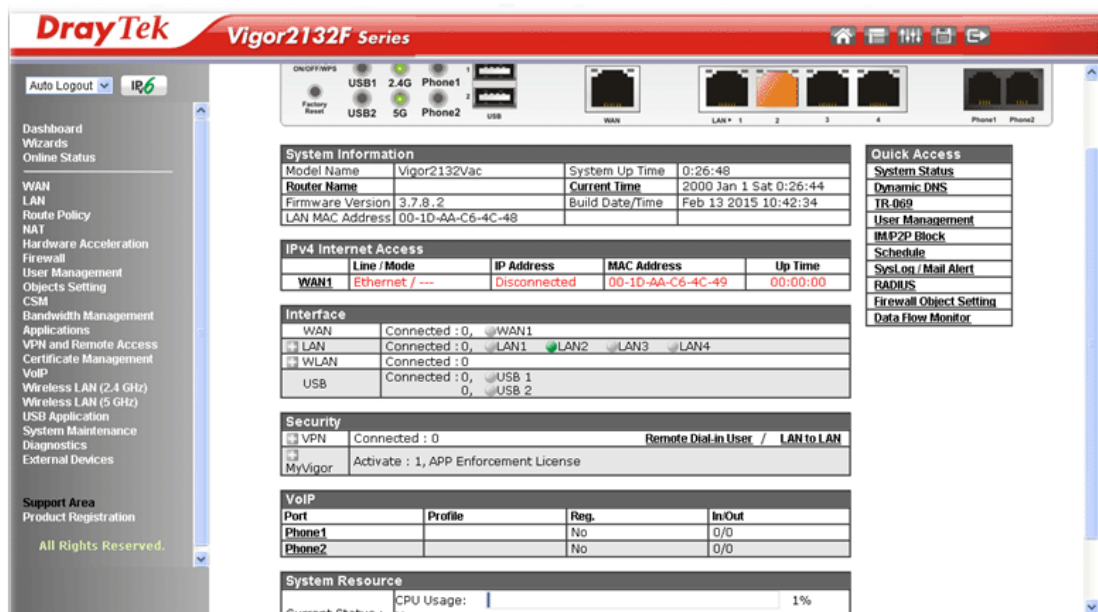 DrayTek Vigor2132F Series
Auto Logout IPv6
Dashboard
Wizards
Online Status
WAN
LAN
Route Policy
NAT
Hardware Acceleration
Firewall
User Management
Objects Setting
CSM
Bandwidth Management
Applications
VPN and Remote Access
Certificate Management
VoIP
Wireless LAN (2.4 GHz)
Wireless LAN (5 GHz)
USB Application
System Maintenance
Diagnostics
External Devices
Support Area
Product Registration
All Rights Reserved.
ON/OFF/WPS
USB1 2.4G Phone1 1
Factory Reset
USB2 5G Phone2 2 USB
WAN LAN 1 2 3 4 Phone1 Phone2
System Information
Model Name Vigor2132Vac System Up Time 0:26:48
Router Name Current Time 2000 Jan 1 Sat 0:26:44
Firmware Version 3.7.8.2 Build Date/Time Feb 13 2015 10:42:34
LAN MAC Address 00-1D-AA-C6-4C-48
IPv4 Internet Access
Line / Mode IP Address MAC Address Up Time
WAN1 Ethernet / --- Disconnected 00-1D-AA-C6-4C-49 00:00:00
Interface
WAN Connected : 0, WAN1
LAN Connected : 0, LAN1 LAN2 LAN3 LAN4
WLAN Connected : 0
USB Connected : 0, USB 1
0, USB 2
Security
VPN Connected : 0 Remote Dial-in User / LAN to LAN
MyVigor Activate : 1, APP Enforcement License
VoIP
Port Profile Reg. In/Out
Phone1 No 0/0
Phone2 No 0/0
System Resource
CPU Usage: 1%
Current Status :
Quick Access
System Status
Dynamic DNS
TR-069
User Management
IM/P2P Block
Schedule
SysLog / Mail Alert
RADIUS
Firewall Object Setting
Data Flow Monitor